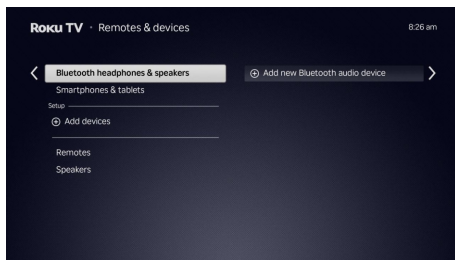 Roku TV · Remotes & devices
8:26 am
Bluetooth headphones & speakers
Add new Bluetooth audio device
Smartphones & tablets
Setup
Add devices
Remotes
Speakers